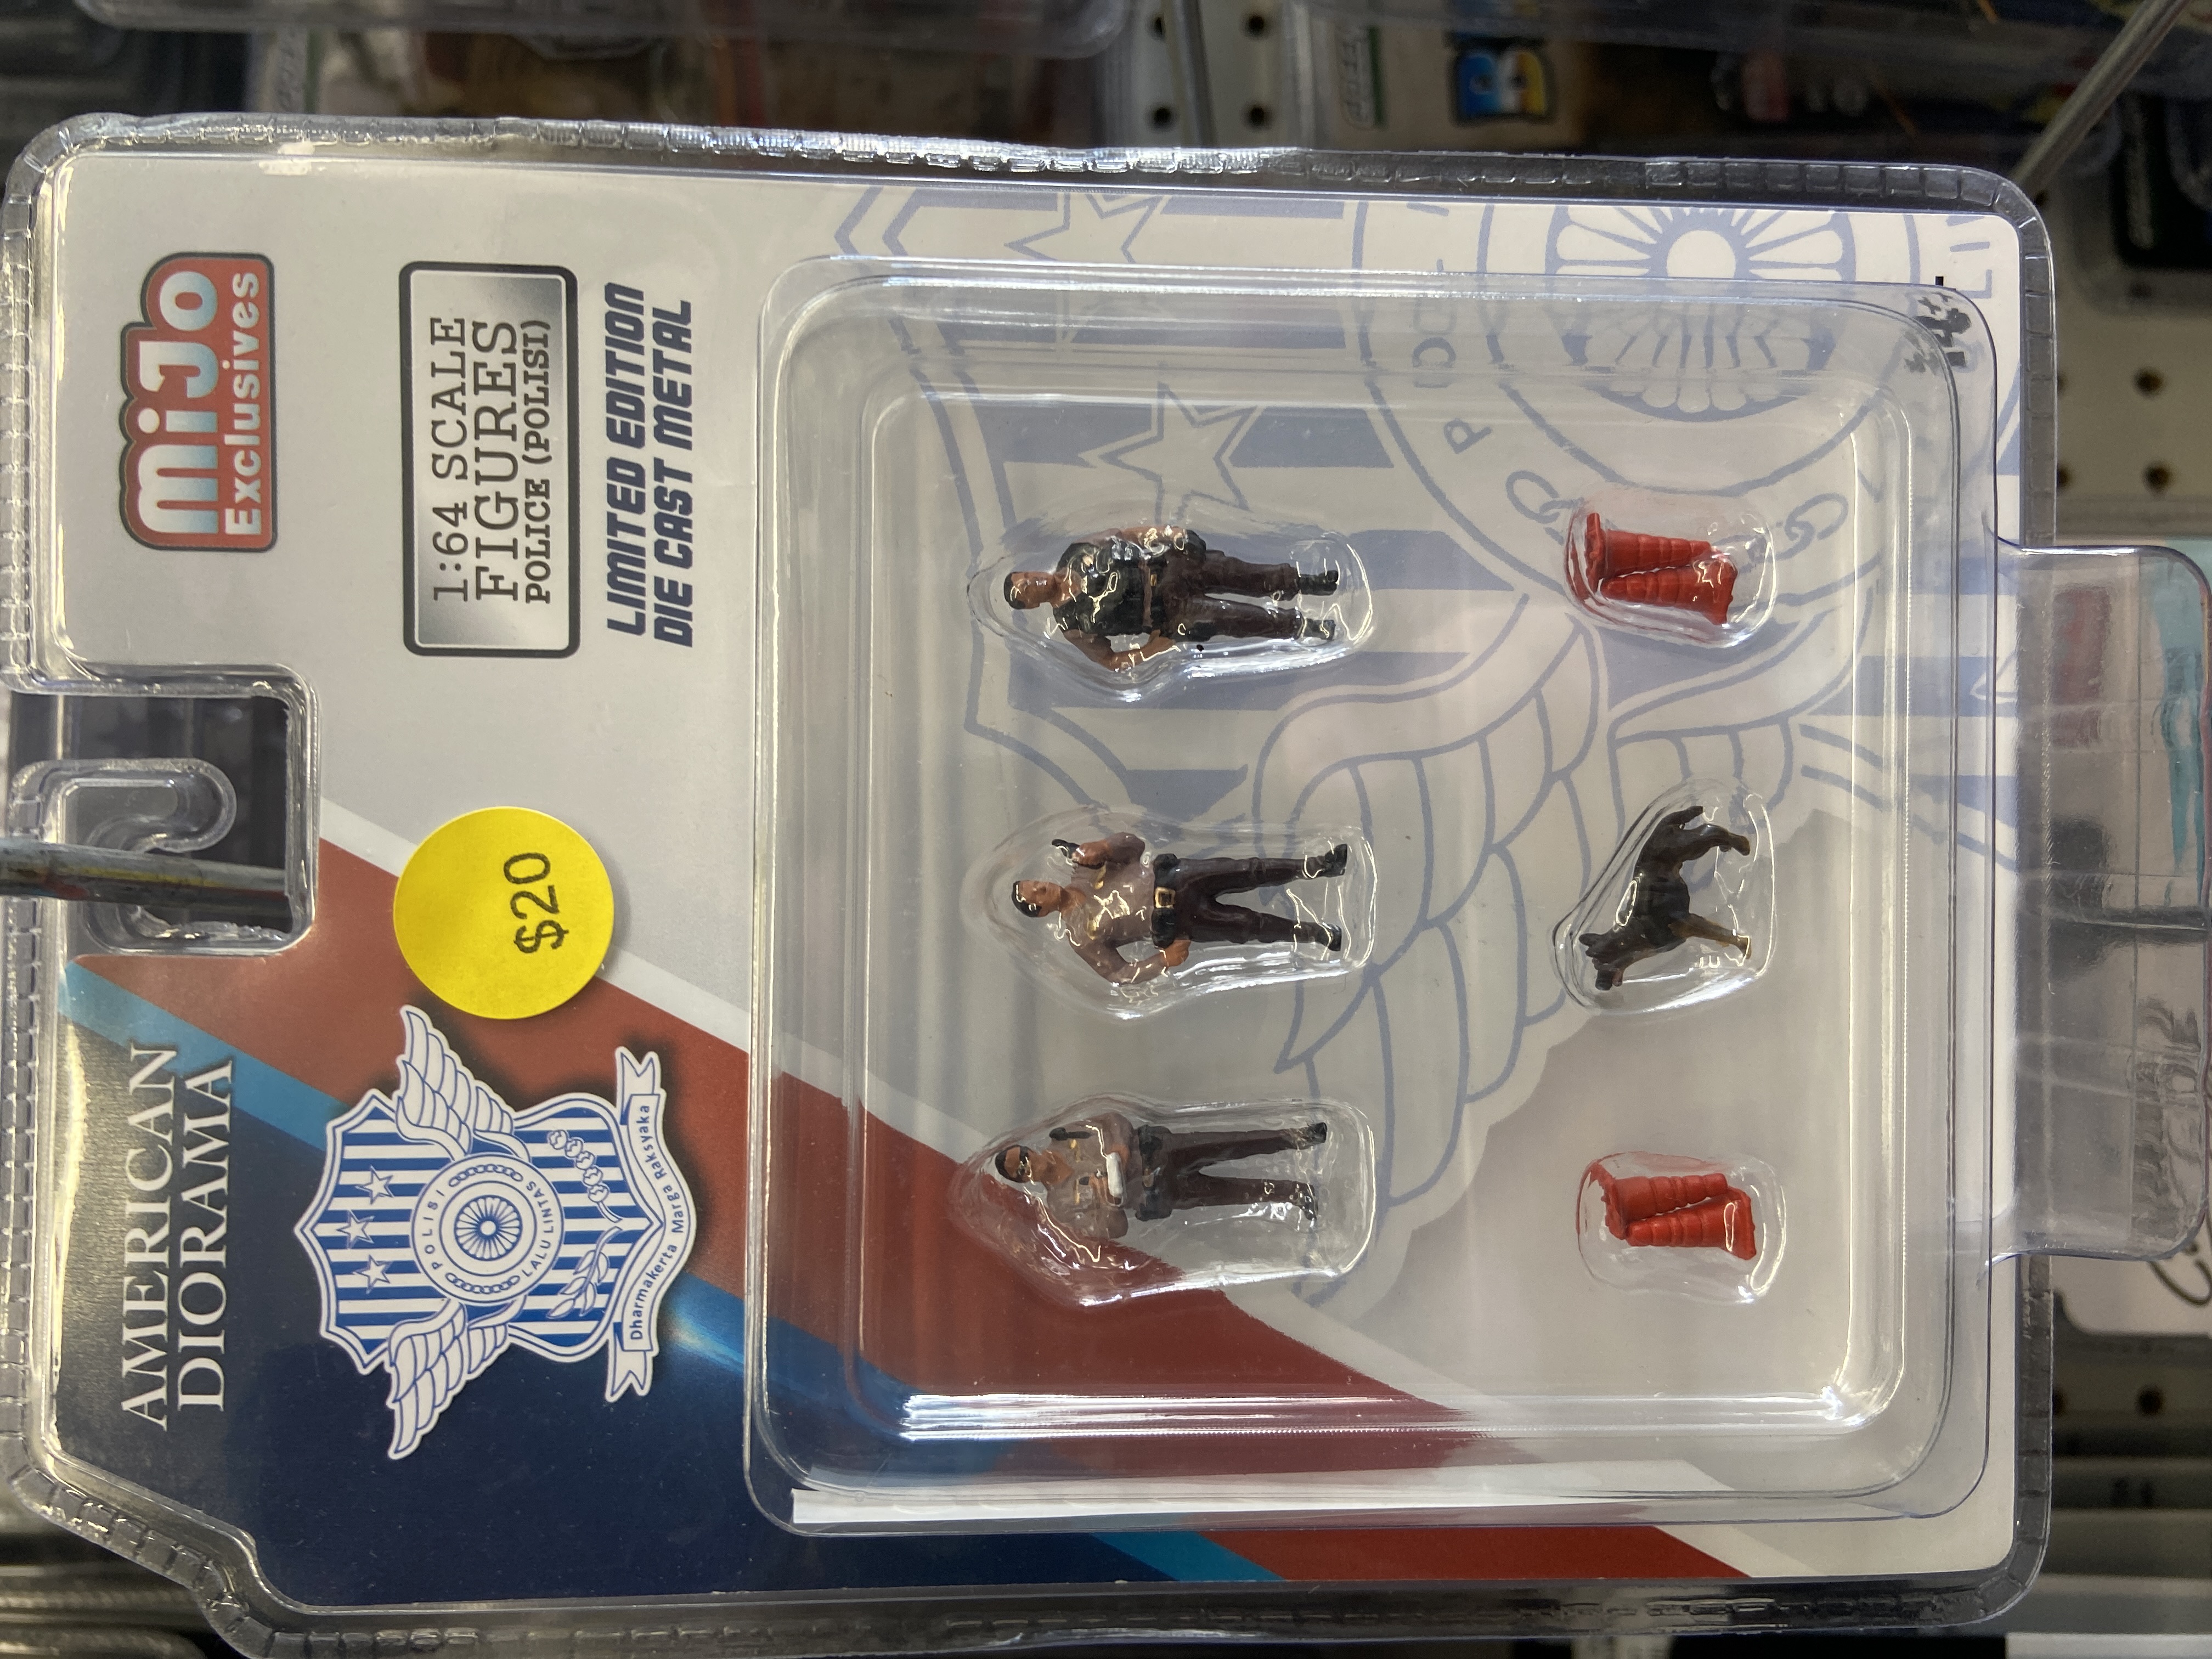 miJo
Exclusives
1:64 SCALE
FIGURES
POLICE (POLISI)
LIMITED EDITION
DIE CAST METAL
$20
AMERICAN
DIORAMA
POLISI
LALU LINTAS
Dharmakerta Marga Raksyaka